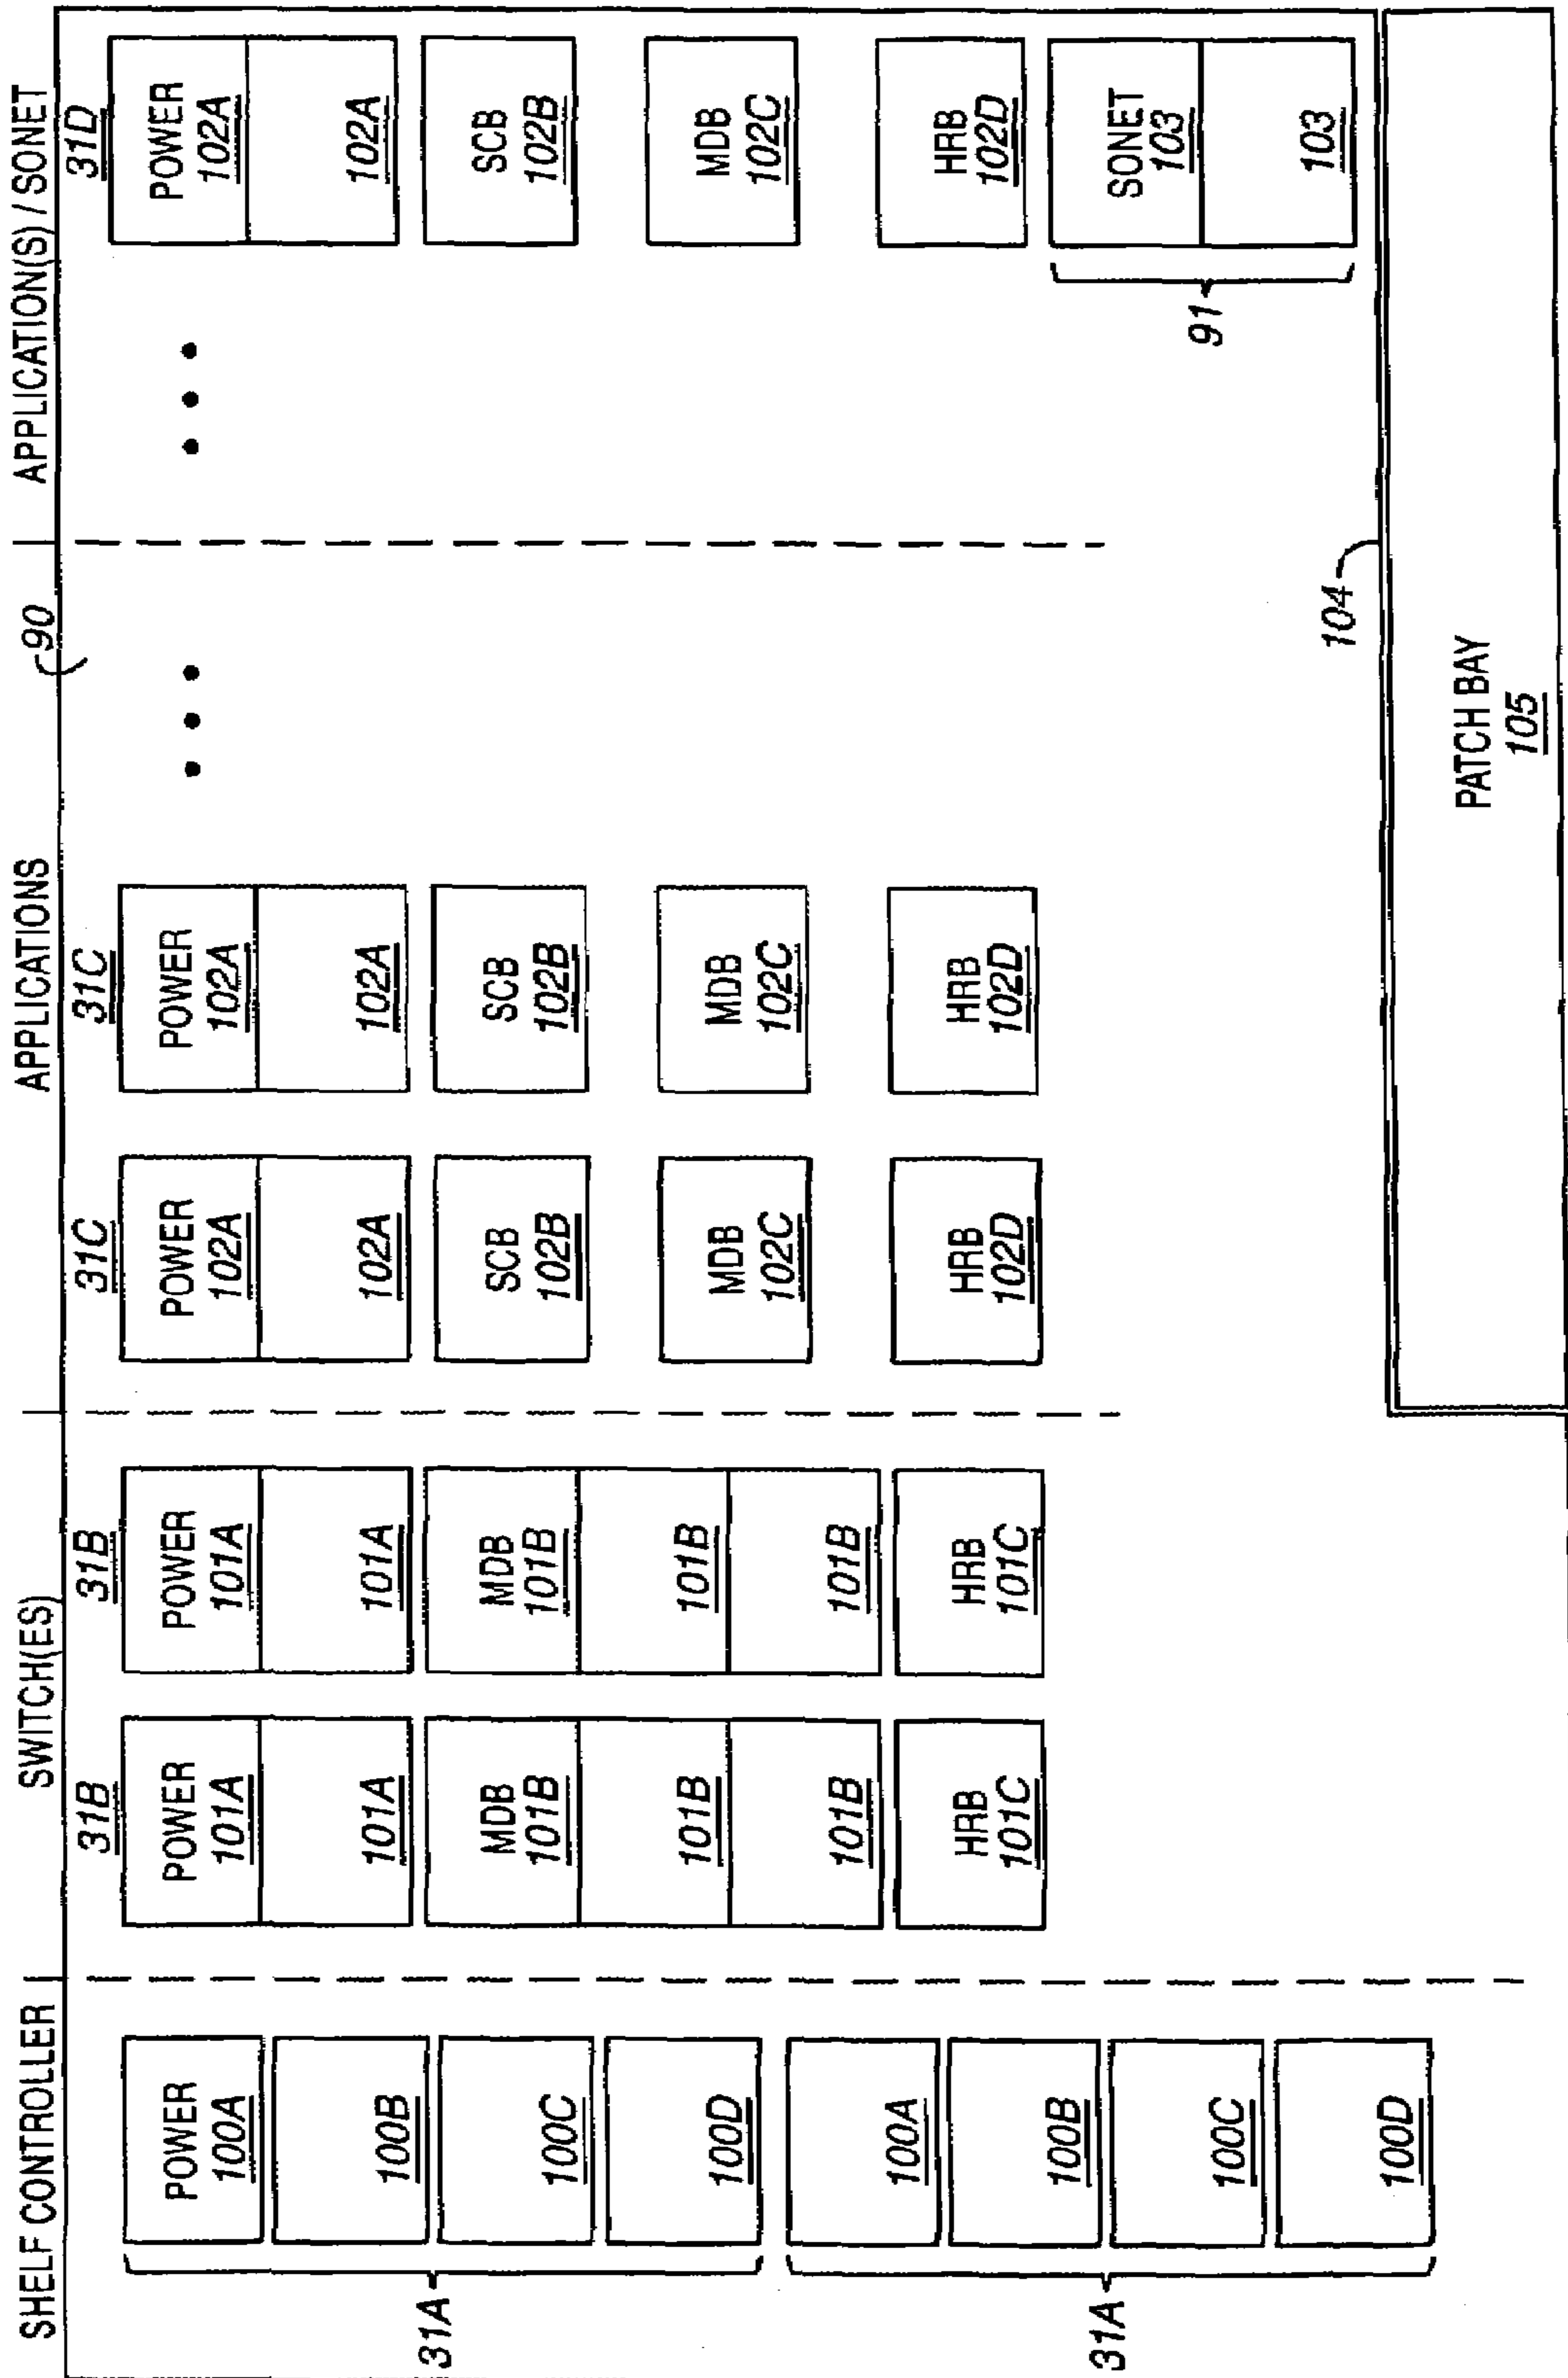 SHELF CONTROLLER
SWITCH(ES)
APPLICATIONS
APPLICATION(S) / SONET
90
31A
POWER
100A
100B
100C
100D
31A
100A
100B
100C
100D
31B
POWER
101A
101A
MDB
101B
101B
101B
HRB
101C
31B
POWER
101A
101A
MDB
101B
101B
101B
HRB
101C
31C
POWER
102A
102A
SCB
102B
MDB
102C
HRB
102D
31C
POWER
102A
102A
SCB
102B
MDB
102C
HRB
102D
31D
POWER
102A
102A
SCB
102B
MDB
102C
HRB
102D
91
SONET
103
103
104
PATCH BAY
105